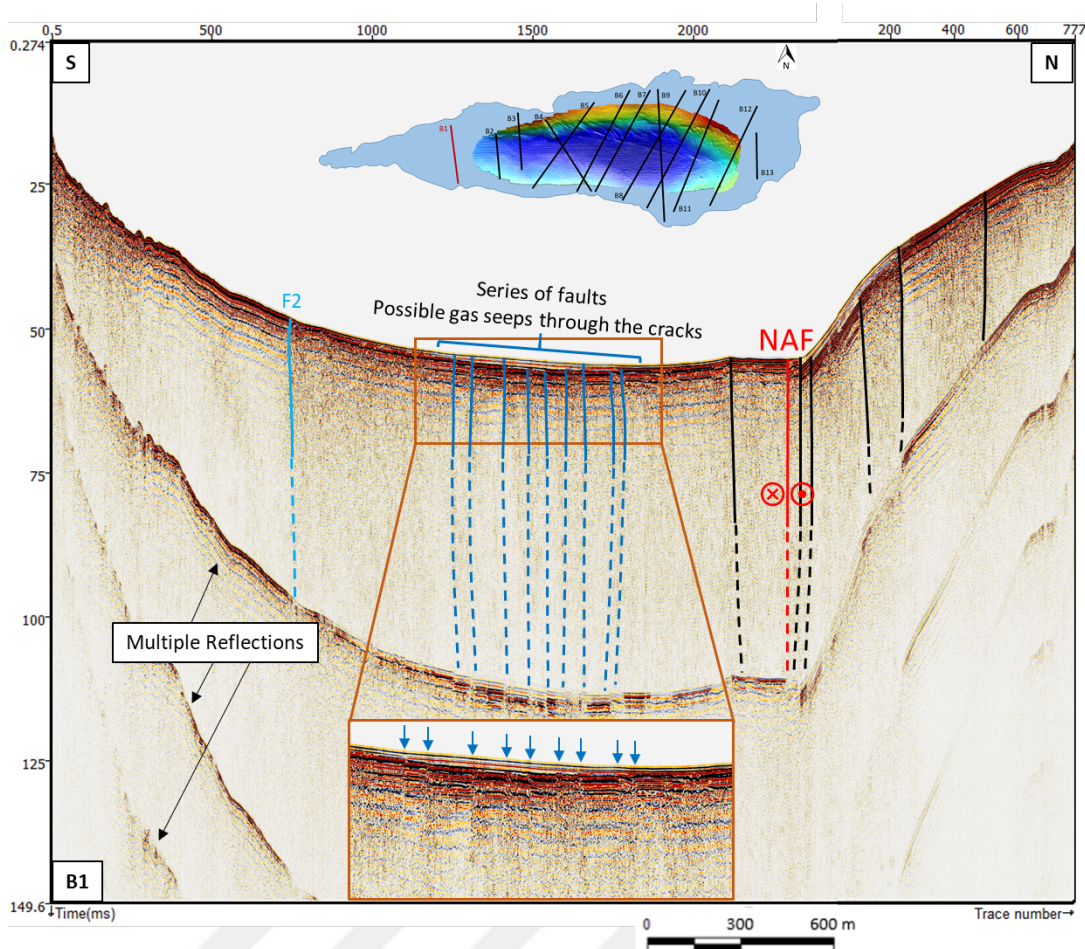 0,5 500 1000 1500 2000 200 400 600 777
0.274
S
N
N
B1
B2
B3
B4
B5
B6
B7
B9
B10
B12
B8
B11
B13
25
Series of faults
Possible gas seeps through the cracks
F2
NAF
50
75
100
Multiple Reflections
125
B1
149.6
Time(ms)
Trace number
0 300 600 m